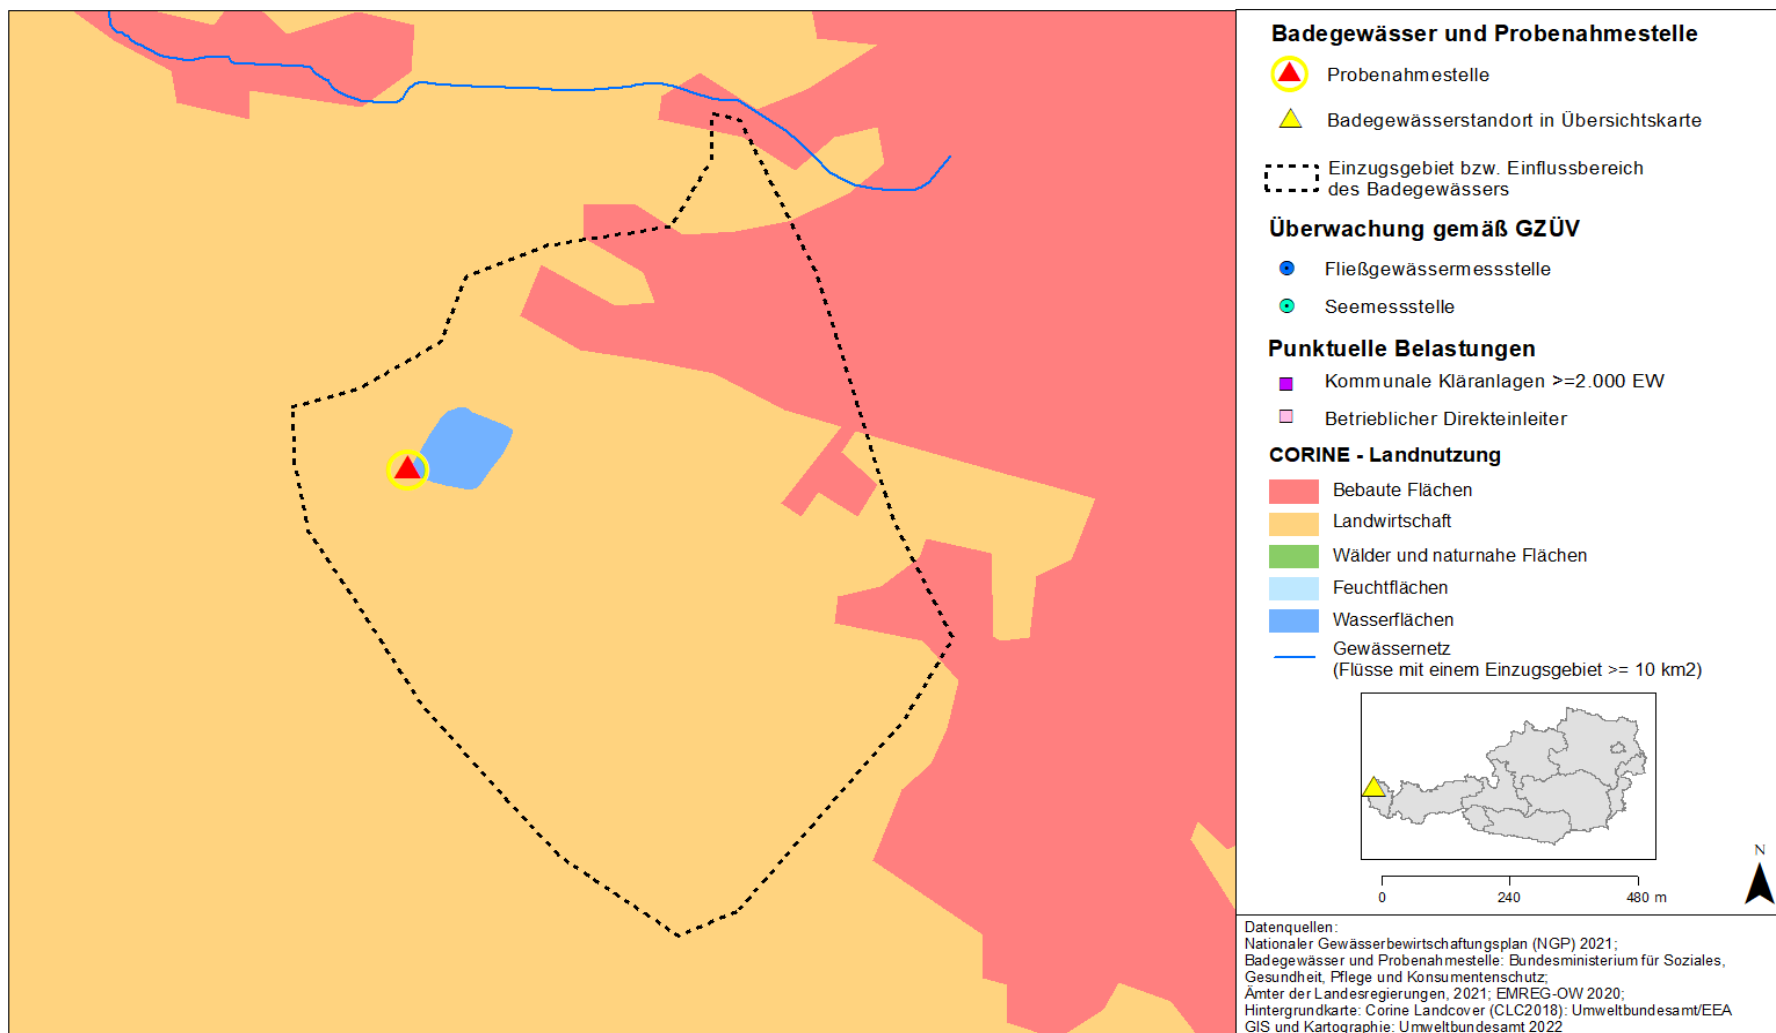 Badegewässer und Probenahmestelle
Probenahmestelle
Badegewässerstandort in Übersichtskarte
Einzugsgebiet bzw. Einflussbereich
des Badegewässers
Überwachung gemäß GZÜV
Fließgewässermessstelle
Seemessstelle
Punktuelle Belastungen
Kommunale Kläranlagen >=2.000 EW
Betrieblicher Direkteinleiter
CORINE - Landnutzung
Bebaute Flächen
Landwirtschaft
Wälder und naturnahe Flächen
Feuchtflächen
Wasserflächen
Gewässernetz
(Flüsse mit einem Einzugsgebiet >= 10 km2)
N
0 240 480 m
Datenquellen:
Nationaler Gewässerbewirtschaftungsplan (NGP) 2021;
Badegewässer und Probenahmestelle: Bundesministerium für Soziales,
Gesundheit, Pflege und Konsumentenschutz;
Ämter der Landesregierungen, 2021; EMREG-OW 2020;
Hintergrundkarte: Corine Landcover (CLC2018): Umweltbundesamt/EEA
GIS und Kartographie: Umweltbundesamt 2022